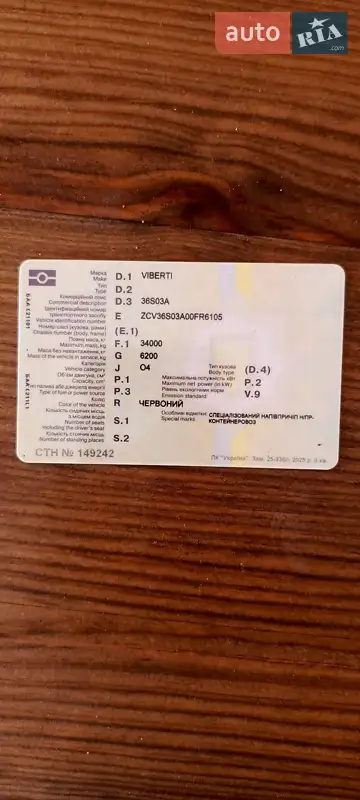 auto RIA.com
Марка D.1 VIBERTI
Make
Тип D.2
Type
Комерційний опис D.3 36S03A
Commercial description
Ідентифікаційний номер транспортного засобу E ZCV36S03A00FR6105
Vehicle identification number
Номер шасі (кузова, рами) (E.1)
Chassis number (body, frame)
Повна маса, кг F.1 34000
Maximum mass, kg
Маса без навантаження, кг G 6200
Mass of the vehicle in service, kg
Категорія J O4 Тип кузова (D.4)
Vehicle category Body type
Об'єм двигуна, см³ P.1 Максимальна потужність кВт P.2
Capacity, cm³ Maximum net power (in kW)
Тип палива або джерела енергії P.3 Рівень екологічних норм V.9
Type of fuel or power source Emission standard
Колір R ЧЕРВОНИЙ
Color of the vehicle
Кількість сидячих місць з місцем водія S.1 Особливі відмітки СПЕЦІАЛІЗОВАНИЙ НАПІВПРИЧІП Н/ПР-
Number of seats including the driver's seat Special marks КОНТЕЙНЕРОВОЗ
Кількість стоячих місць S.2
Number of standing places
СТН № 149242